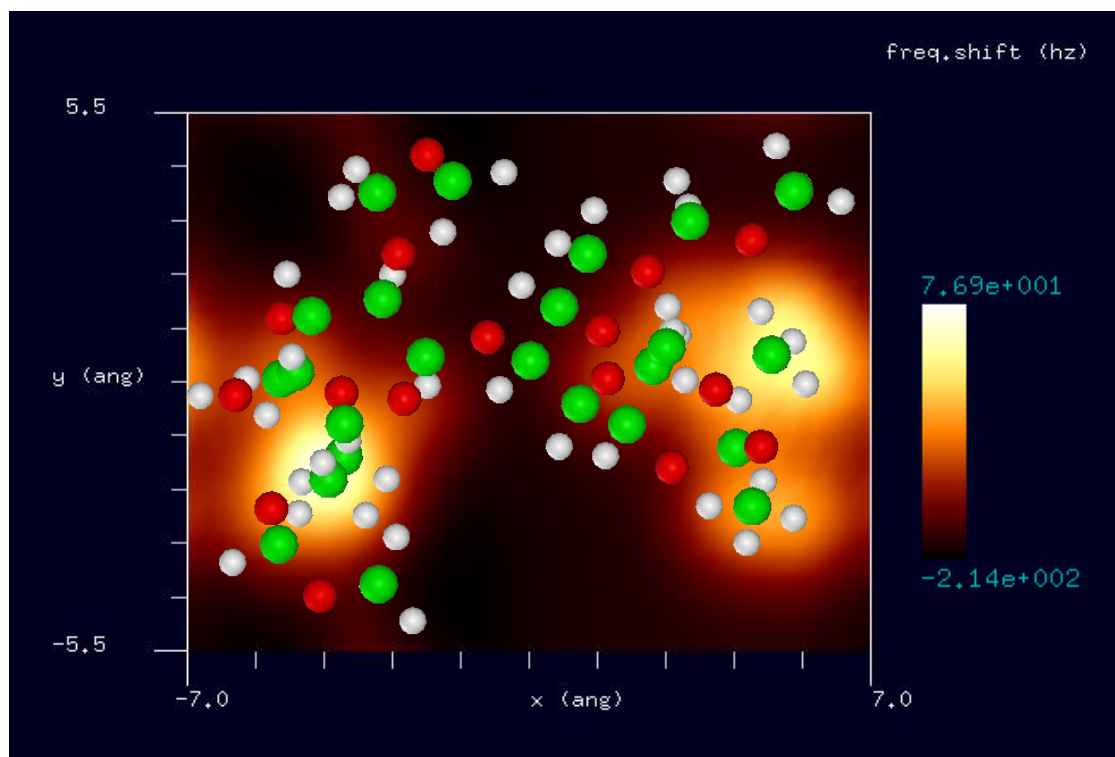 freq.shift (hz)
5.5
7.69e+001
y (ang)
-2.14e+002
-5.5
-7.0
x (ang)
7.0